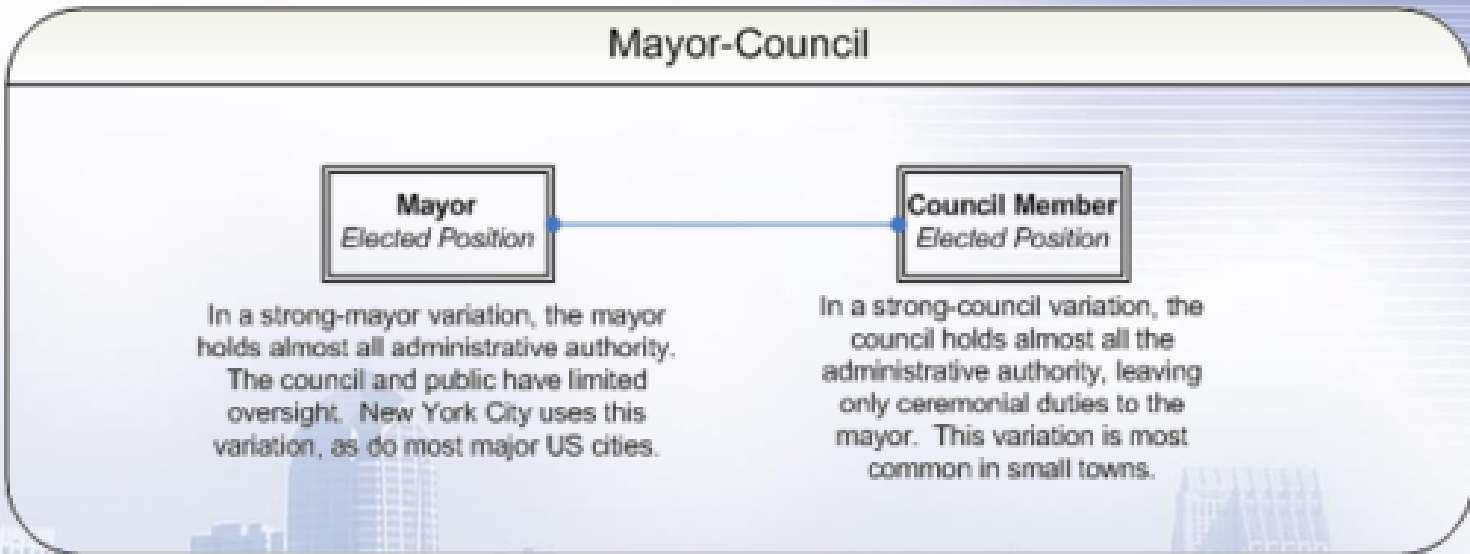 Mayor-Council
Mayor
Elected Position
In a strong-mayor variation, the mayor
holds almost all administrative authority.
The council and public have limited
oversight.  New York City uses this
variation, as do most major US cities.
Council Member
Elected Position
In a strong-council variation, the
council holds almost all the
administrative authority, leaving
only ceremonial duties to the
mayor.  This variation is most
common in small towns.